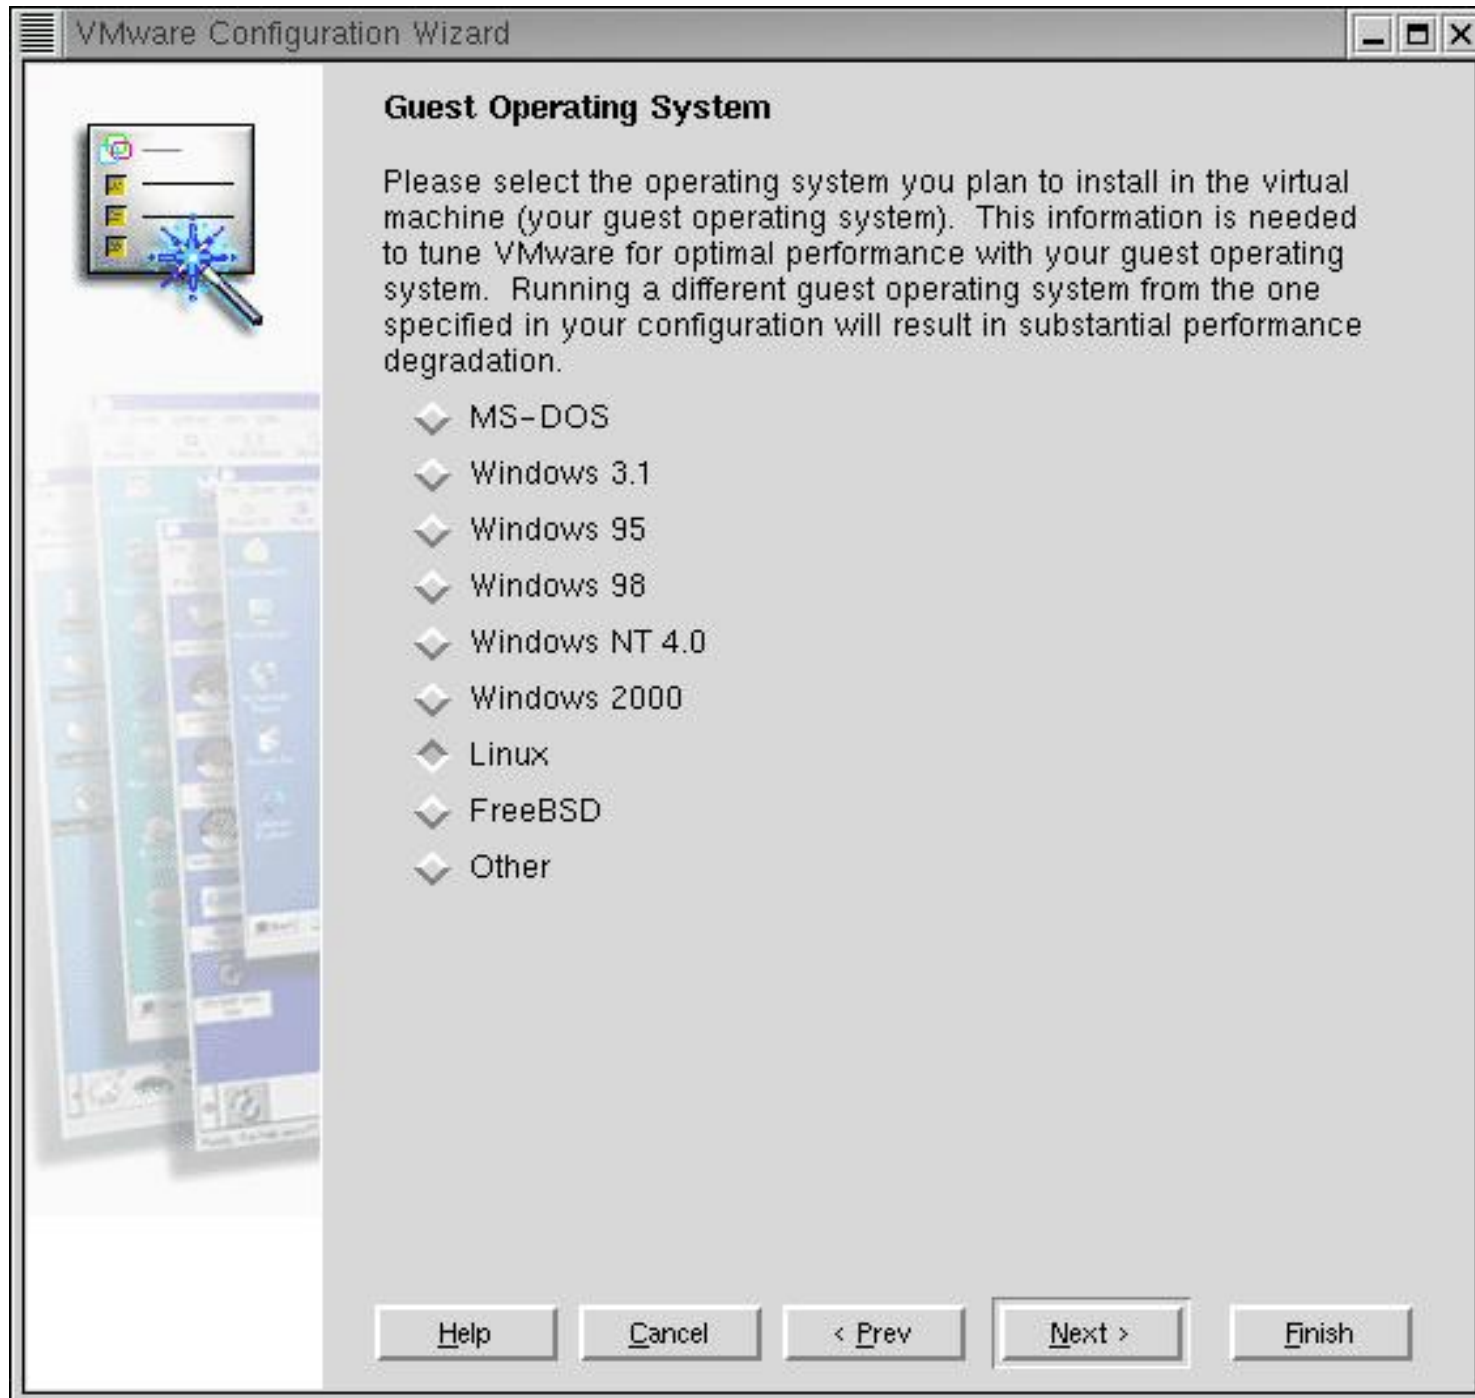 VMware Configuration Wizard
Guest Operating System
Please select the operating system you plan to install in the virtual
machine (your guest operating system).  This information is needed
to tune VMware for optimal performance with your guest operating
system.  Running a different guest operating system from the one
specified in your configuration will result in substantial performance
degradation.
MS-DOS
Windows 3.1
Windows 95
Windows 98
Windows NT 4.0
Windows 2000
Linux
FreeBSD
Other
Help
Cancel
< Prev
Next >
Finish